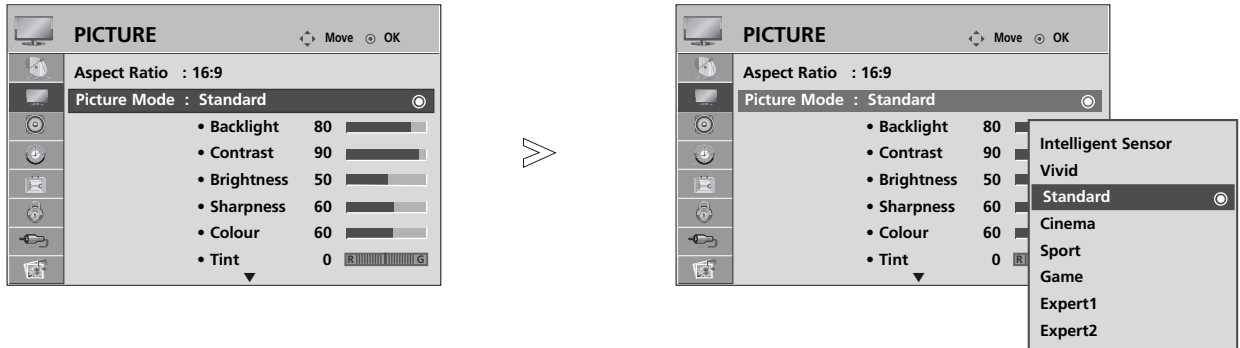 PICTURE Move OK
Aspect Ratio : 16:9
Picture Mode : Standard
• Backlight 80
• Contrast 90
• Brightness 50
• Sharpness 60
• Colour 60
• Tint 0 R G
PICTURE Move OK
Aspect Ratio : 16:9
Picture Mode : Standard
• Backlight 80
• Contrast 90
• Brightness 50
• Sharpness 60
• Colour 60
• Tint 0 R
Intelligent Sensor
Vivid
Standard
Cinema
Sport
Game
Expert1
Expert2